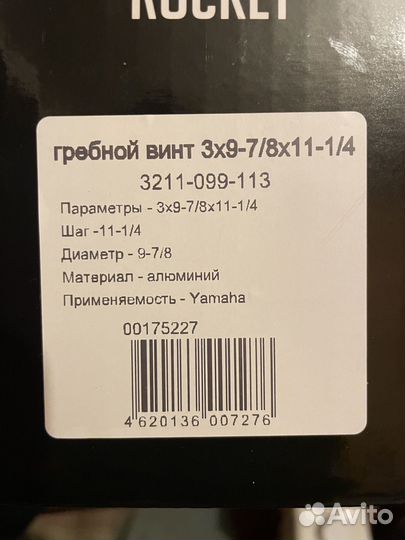 ROCKET
гребной винт 3х9-7/8х11-1/4
3211-099-113
Параметры - 3х9-7/8х11-1/4
Шаг -11-1/4
Диаметр - 9-7/8
Материал - алюминий
Применяемость - Yamaha
00175227
4 620136 007276
Avito